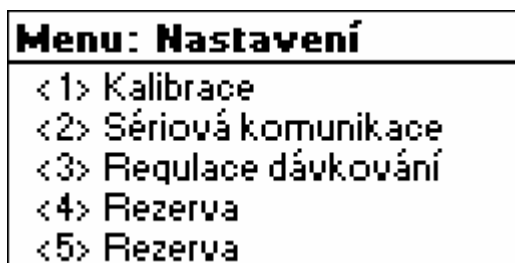 Menu: Nastavení
<1> Kalibrace
<2> Sériová komunikace
<3> Regulace dávkování
<4> Rezerva
<5> Rezerva